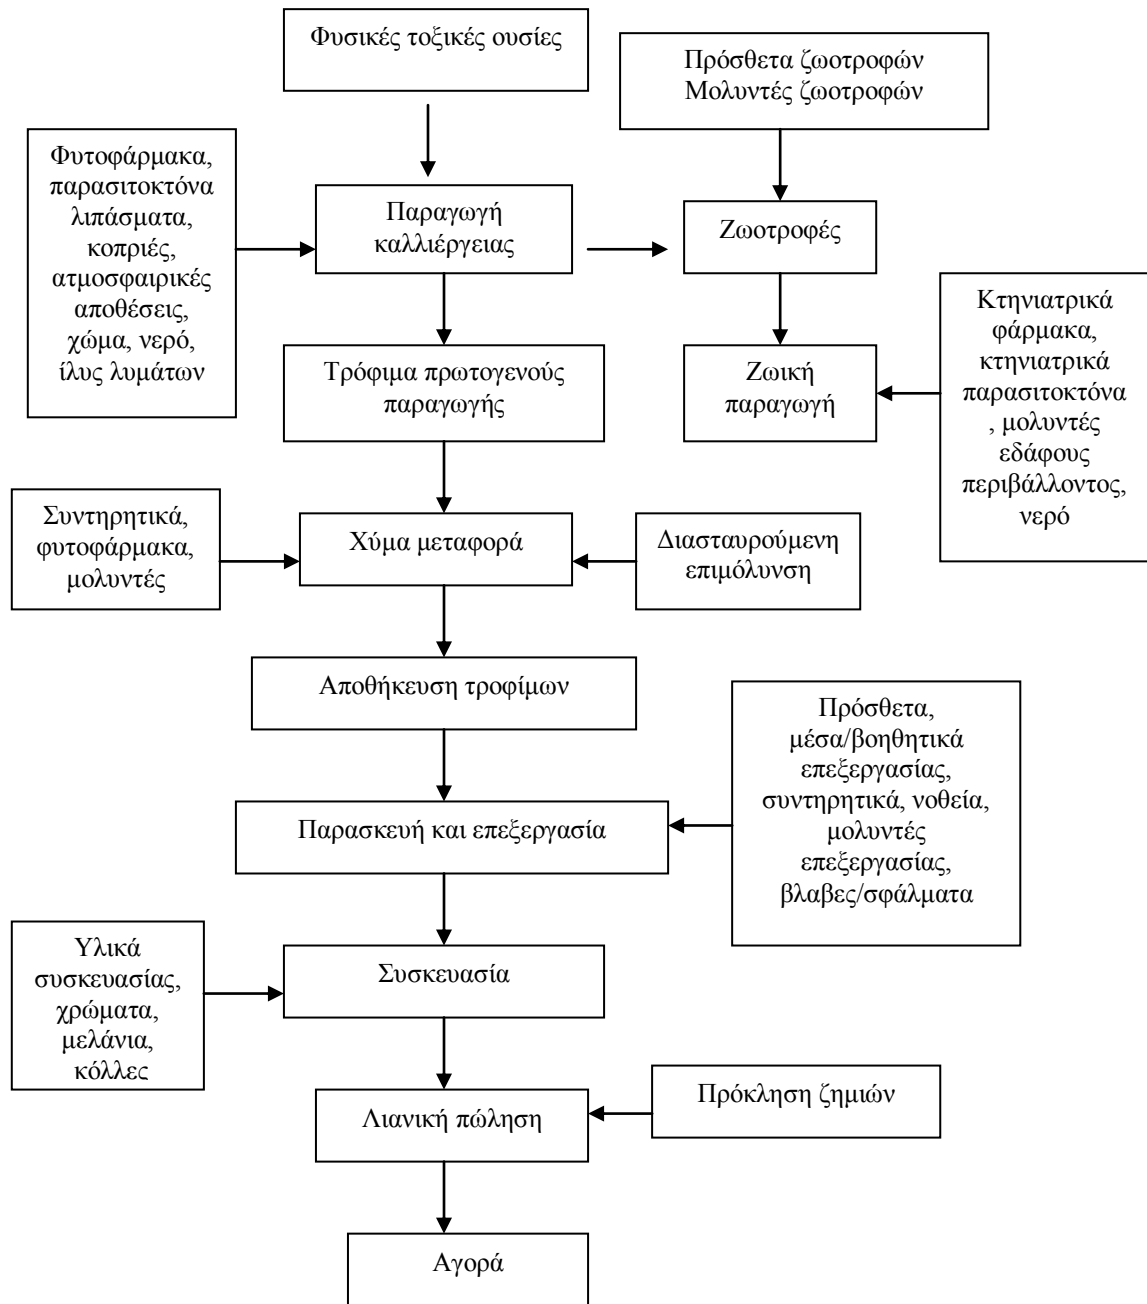 Φυσικές τοξικές ουσίες
Πρόσθετα ζωοτροφών
Μολυντές ζωοτροφών
Φυτοφάρμακα,
παρασιτοκτόνα
λιπάσματα,
κοπριές,
ατμοσφαιρικές
αποθέσεις,
χώμα, νερό,
ίλυς λυμάτων
Παραγωγή
καλλιέργειας
Ζωοτροφές
Κτηνιατρικά
φάρμακα,
κτηνιατρικά
παρασιτοκτόνα
, μολυντές
εδάφους
περιβάλλοντος,
νερό
Τρόφιμα πρωτογενούς
παραγωγής
Ζωική
παραγωγή
Συντηρητικά,
φυτοφάρμακα,
μολυντές
Χύμα μεταφορά
Διασταυρούμενη
επιμόλυνση
Αποθήκευση τροφίμων
Πρόσθετα,
μέσα/βοηθητικά
επεξεργασίας,
συντηρητικά, νοθεία,
μολυντές
επεξεργασίας,
βλαβες/σφάλματα
Παρασκευή και επεξεργασία
Υλικά
συσκευασίας,
χρώματα,
μελάνια,
κόλλες
Συσκευασία
Λιανική πώληση
Πρόκληση ζημιών
Αγορά